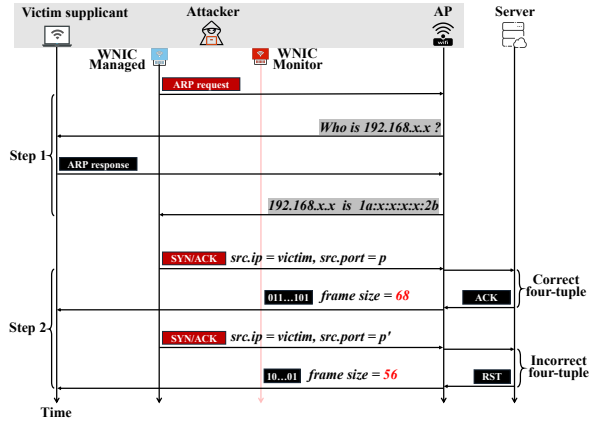 Victim supplicant
Attacker
AP
Server
wifi
WNIC
Managed
WNIC
Monitor
ARP request
Who is 192.168.x.x ?
Step 1
ARP response
192.168.x.x is 1a:x:x:x:x:2b
SYN/ACK src.ip = victim, src.port = p
Correct
four-tuple
011…101 frame size = 68
ACK
Step 2
SYN/ACK src.ip = victim, src.port = p'
Incorrect
four-tuple
10…01 frame size = 56
RST
Time